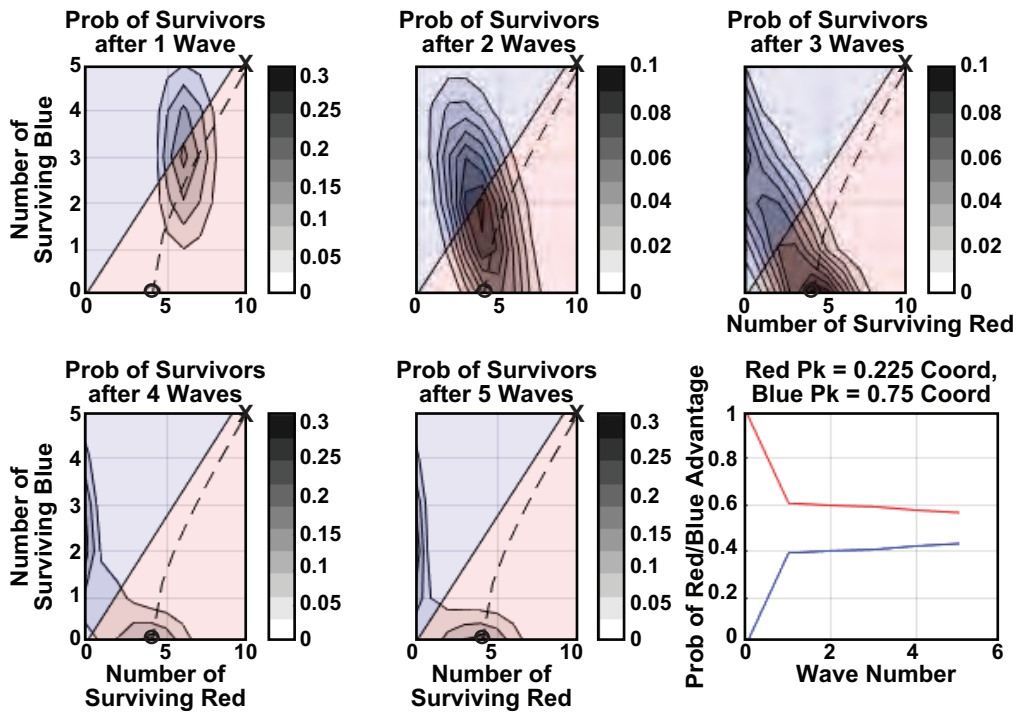 Prob of Survivors
after 1 Wave
Number of
Surviving Blue
5
4
3
2
1
0
0
5
10
X
0.3
0.25
0.2
0.15
0.1
0.05
0
Prob of Survivors
after 2 Waves
0
5
10
X
0.1
0.08
0.06
0.04
0.02
0
Prob of Survivors
after 3 Waves
0
5
10
X
0.1
0.08
0.06
0.04
0.02
0
Number of Surviving Red
Prob of Survivors
after 4 Waves
Number of
Surviving Blue
5
4
3
2
1
0
0
5
10
X
0.3
0.25
0.2
0.15
0.1
0.05
0
Number of
Surviving Red
Prob of Survivors
after 5 Waves
0
5
10
X
0.3
0.25
0.2
0.15
0.1
0.05
0
Number of
Surviving Red
Red Pk = 0.225 Coord,
Blue Pk = 0.75 Coord
Prob of Red/Blue Advantage
1
0.8
0.6
0.4
0.2
0
0
2
4
6
Wave Number